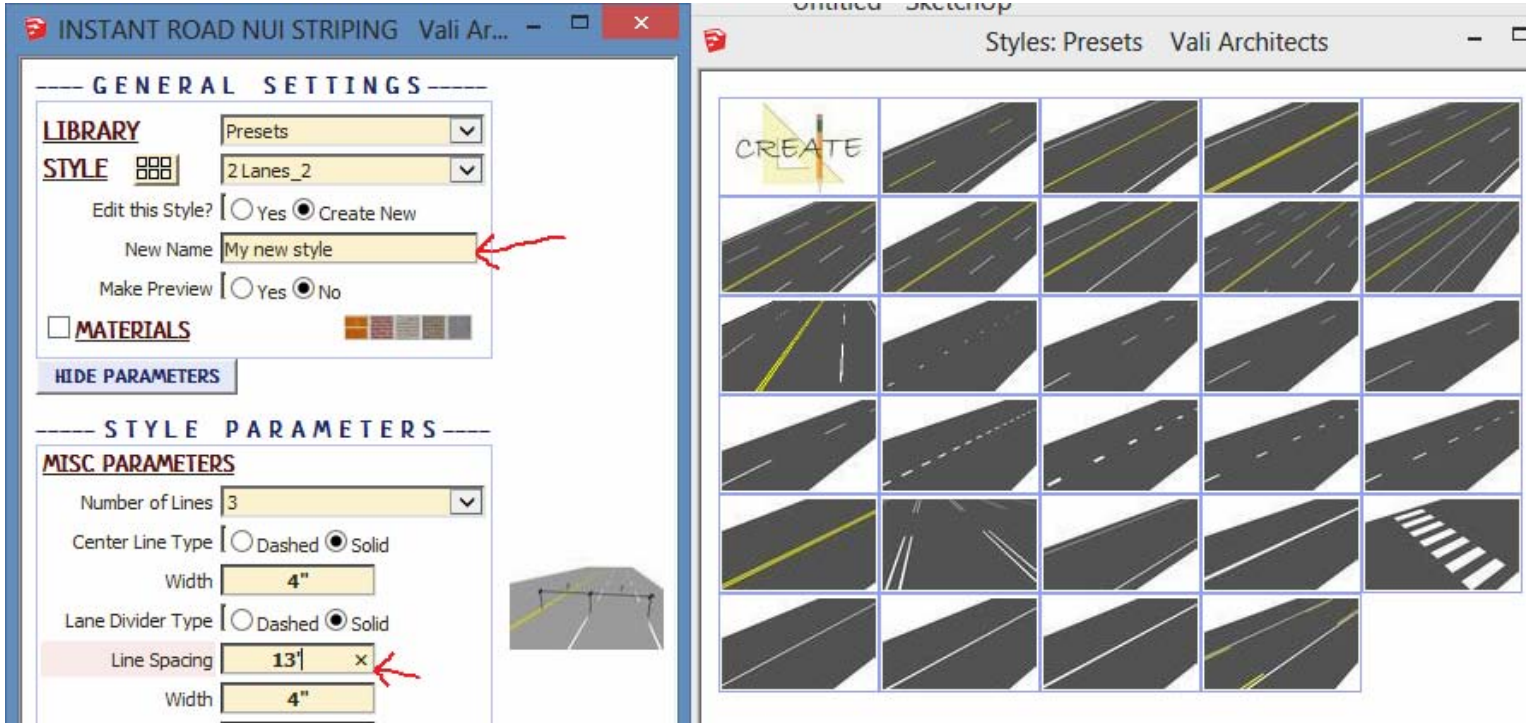 INSTANT ROAD NUI STRIPING Vali Ar...
---- GENERAL SETTINGS-----
LIBRARY Presets
STYLE 2 Lanes_2
Edit this Style? Yes Create New
New Name My new style
Make Preview Yes No
MATERIALS
HIDE PARAMETERS
----- STYLE PARAMETERS----
MISC PARAMETERS
Number of Lines 3
Center Line Type Dashed Solid
Width 4"
Lane Divider Type Dashed Solid
Line Spacing 13'
Width 4"
Untitled - SketchUp
Styles: Presets Vali Architects
CREATE